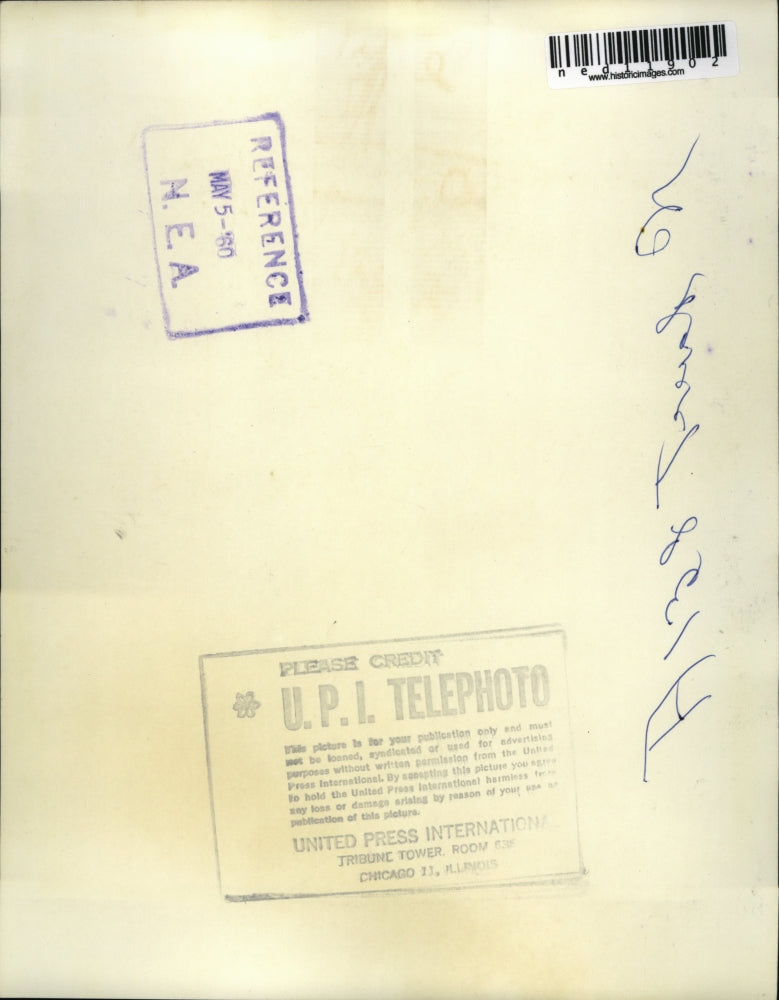 ned11902
www.historicimages.com
REFERENCE
MAY 5-'60
N.E.A
PLEASE CREDIT
U.P.I. TELEPHOTO
This picture is for your publication only and must
not be loaned, syndicated or used for advertising
purposes without written permission from the United
Press International. By accepting this picture you agree
to hold the United Press International harmless from
any loss or damage arising by reason of your use or
publication of this picture.
UNITED PRESS INTERNATIONAL
TRIBUNE TOWER, ROOM
CHICAGO 11, ILLINOIS